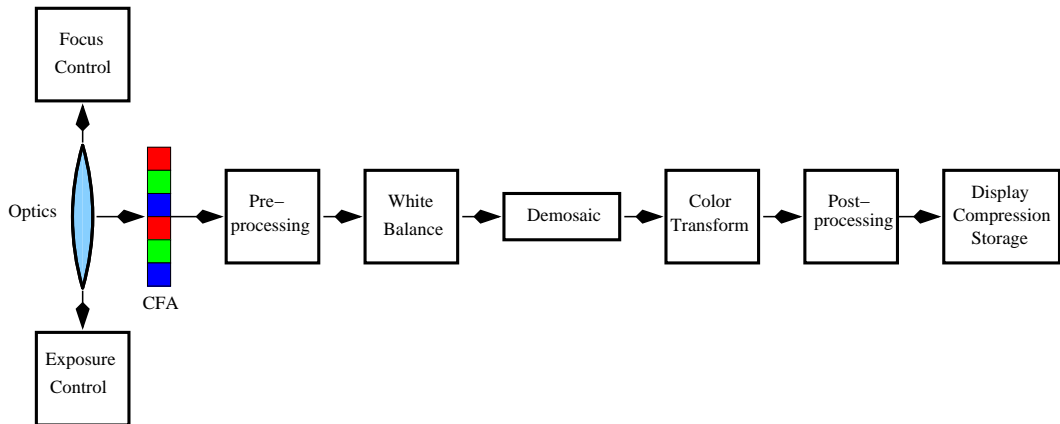 Focus
Control
Optics
CFA
Exposure
Control
Pre−
processing
White
Balance
Demosaic
Color
Transform
Post−
processing
Display
Compression
Storage